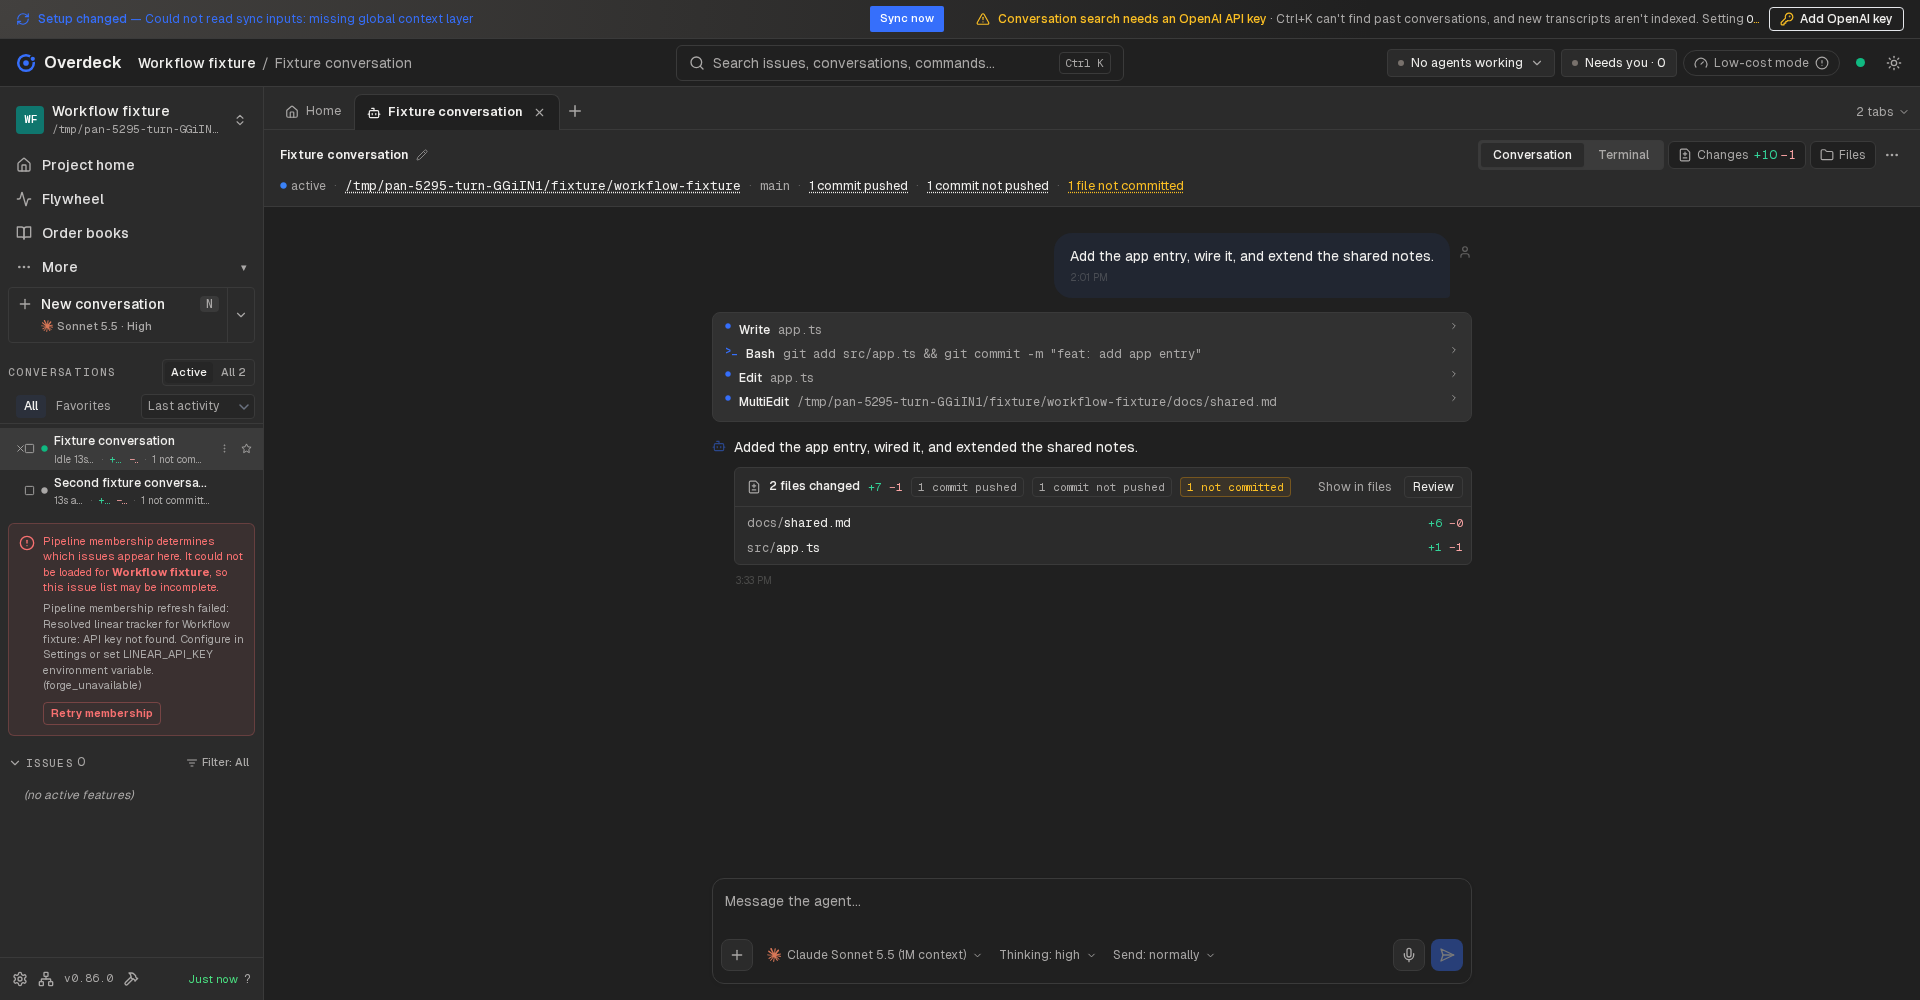 Setup changed — Could not read sync inputs: missing global context layer
Sync now
Conversation search needs an OpenAI API key · Ctrl+K can't find past conversations, and new transcripts aren't indexed. Setting o...
Add OpenAI key
Overdeck
Workflow fixture / Fixture conversation
Search issues, conversations, commands...
Ctrl K
No agents working
Needs you · 0
Low-cost mode
WF
Workflow fixture
/tmp/pan-5295-turn-GGiIN...
Project home
Flywheel
Order books
More
New conversation
N
Sonnet 5.5 · High
CONVERSATIONS
Active
All 2
All
Favorites
Last activity
Fixture conversation
Idle 13s... · +... -.. · 1 not com...
Second fixture conversa...
13s a... · +... -... · 1 not committ...
Pipeline membership determines
which issues appear here. It could not
be loaded for Workflow fixture, so
this issue list may be incomplete.
Pipeline membership refresh failed:
Resolved linear tracker for Workflow
fixture: API key not found. Configure in
Settings or set LINEAR_API_KEY
environment variable.
(forge_unavailable)
Retry membership
ISSUES 0
Filter: All
(no active features)
v0.86.0
Just now
?
Home
Fixture conversation
2 tabs
Fixture conversation
Conversation
Terminal
Changes +10 −1
Files
active · /tmp/pan-5295-turn-GGiIN1/fixture/workflow-fixture · main · 1 commit pushed · 1 commit not pushed · 1 file not committed
Add the app entry, wire it, and extend the shared notes.
2:01 PM
Write app.ts
Bash git add src/app.ts && git commit -m "feat: add app entry"
Edit app.ts
MultiEdit /tmp/pan-5295-turn-GGiIN1/fixture/workflow-fixture/docs/shared.md
Added the app entry, wired it, and extended the shared notes.
2 files changed +7 −1
1 commit pushed
1 commit not pushed
1 not committed
Show in files
Review
docs/shared.md +6 −0
src/app.ts +1 −1
3:33 PM
Message the agent...
Claude Sonnet 5.5 (1M context)
Thinking: high
Send: normally